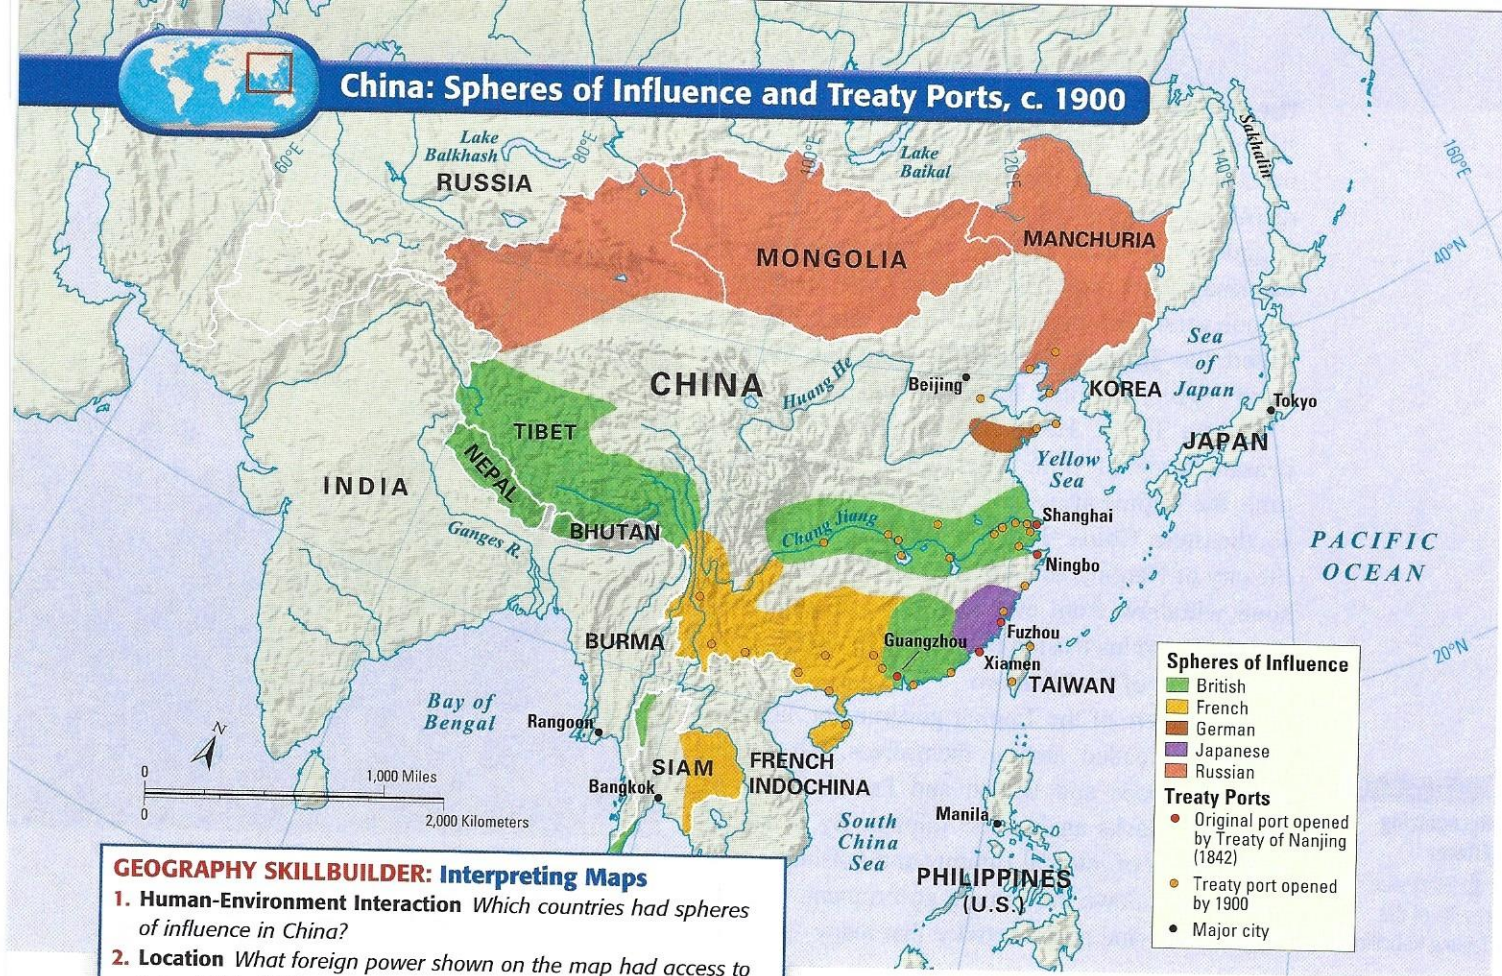 China: Spheres of Influence and Treaty Ports, c. 1900
60°E
Lake
Balkhash
80°E
100°E
Lake
Baikal
120°E
140°E
Sakhalin
160°E
RUSSIA
MONGOLIA
MANCHURIA
40°N
Sea
of
Japan
CHINA
Huang He
Beijing
KOREA
Tokyo
JAPAN
TIBET
NEPAL
Yellow
Sea
INDIA
BHUTAN
Ganges R.
Chang Jiang
Shanghai
Ningbo
PACIFIC
OCEAN
BURMA
Guangzhou
Fuzhou
Xiamen
TAIWAN
20°N
Bay of
Bengal
Rangoon
SIAM
Bangkok
FRENCH
INDOCHINA
South
China
Sea
Manila
PHILIPPINES
(U.S.)
N
0
1,000 Miles
0
2,000 Kilometers
Spheres of Influence
British
French
German
Japanese
Russian
Treaty Ports
Original port opened
by Treaty of Nanjing
(1842)
Treaty port opened
by 1900
Major city
GEOGRAPHY SKILLBUILDER: Interpreting Maps
1. Human-Environment Interaction Which countries had spheres
of influence in China?
2. Location What foreign power shown on the map had access to